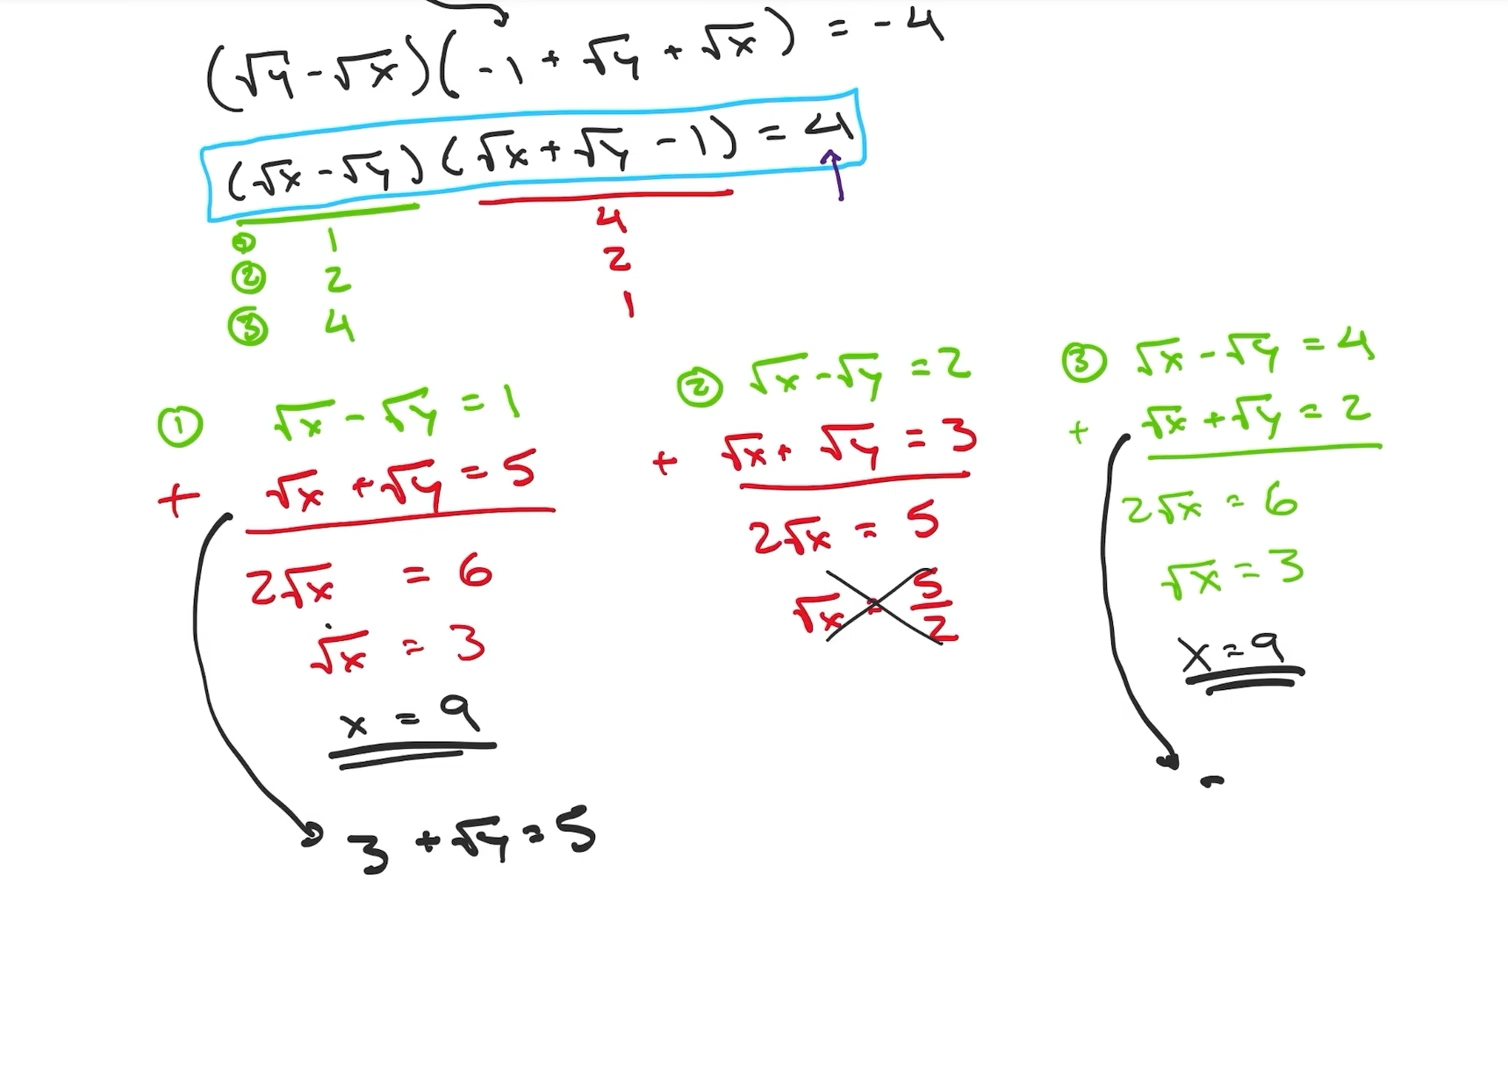 (√y - √x)(-1 + √y + √x) = -4
(√x - √y)(√x + √y - 1) = 4
① 1 4
② 2 2
③ 4 1
① √x - √y = 1
+ √x + √y = 5
2√x = 6
√x = 3
x = 9
3 + √y = 5
② √x - √y = 2
+ √x + √y = 3
2√x = 5
√x = 5/2
③ √x - √y = 4
+ √x + √y = 2
2√x = 6
√x = 3
x = 9